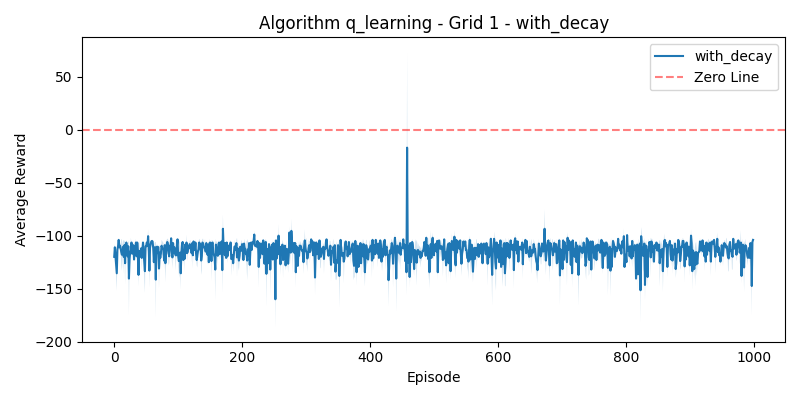 Algorithm q_learning - Grid 1 - with_decay
with_decay
Zero Line
Average Reward
50
0
−50
−100
−150
−200
0
200
400
600
800
1000
Episode